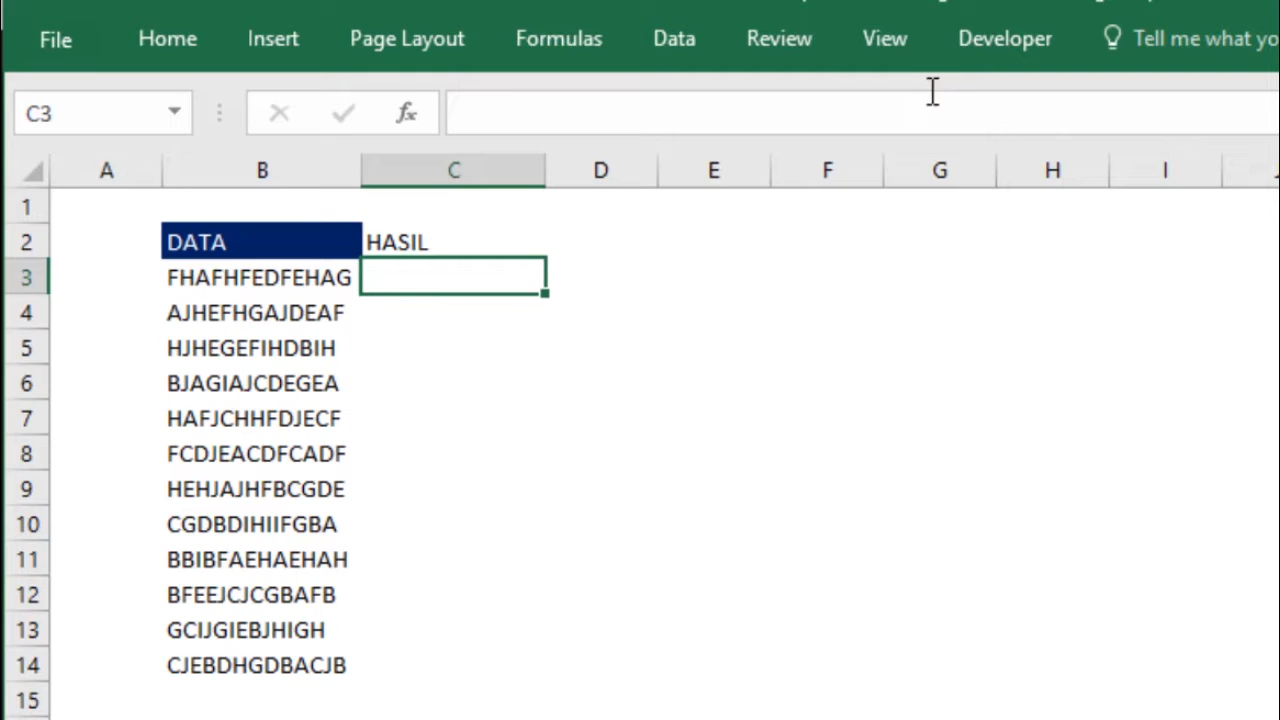 File Home Insert Page Layout Formulas Data Review View Developer Tell me what yo
C3 fx
A B C D E F G H I
1
2 DATA HASIL
3 FHAFHFEDFEHAG
4 AJHEFHGAJDEAF
5 HJHEGEFIHDBIH
6 BJAGIAJCDEGEA
7 HAFJCHHFDJECF
8 FCDJEACDFCADF
9 HEHJAJHFBCGDE
10 CGDBDIHIIFGBA
11 BBIBFAEHAEHAH
12 BFEEJCJCGBAFB
13 GCIJGIEBJHIGH
14 CJEBDHGDBACJB
15